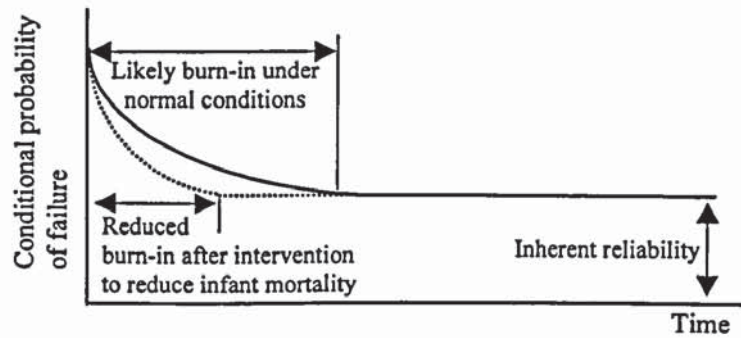 Conditional probability
of failure
Likely burn-in under
normal conditions
Reduced
burn-in after intervention
to reduce infant mortality
Inherent reliability
Time